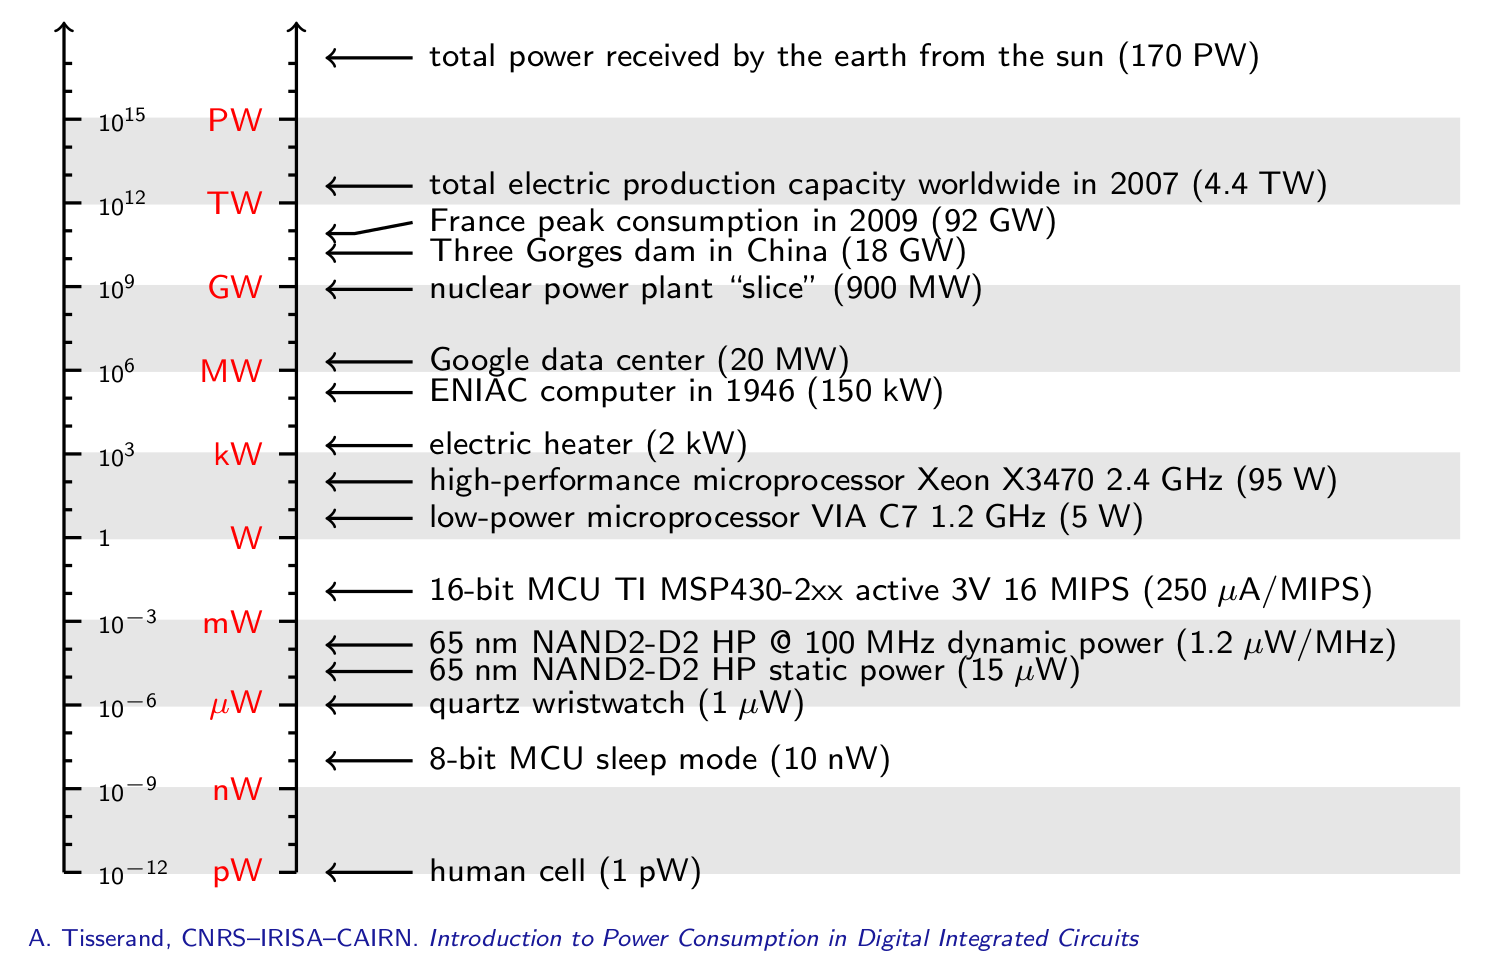 total power received by the earth from the sun (170 PW)
10^15 PW
total electric production capacity worldwide in 2007 (4.4 TW)
10^12 TW
France peak consumption in 2009 (92 GW)
Three Gorges dam in China (18 GW)
10^9 GW nuclear power plant “slice” (900 MW)
Google data center (20 MW)
10^6 MW
ENIAC computer in 1946 (150 kW)
electric heater (2 kW)
10^3 kW
high-performance microprocessor Xeon X3470 2.4 GHz (95 W)
low-power microprocessor VIA C7 1.2 GHz (5 W)
1 W
16-bit MCU TI MSP430-2xx active 3V 16 MIPS (250 μA/MIPS)
10^−3 mW
65 nm NAND2-D2 HP @ 100 MHz dynamic power (1.2 μW/MHz)
65 nm NAND2-D2 HP static power (15 μW)
10^−6 μW quartz wristwatch (1 μW)
8-bit MCU sleep mode (10 nW)
10^−9 nW
10^−12 pW human cell (1 pW)
A. Tisserand, CNRS–IRISA–CAIRN. Introduction to Power Consumption in Digital Integrated Circuits